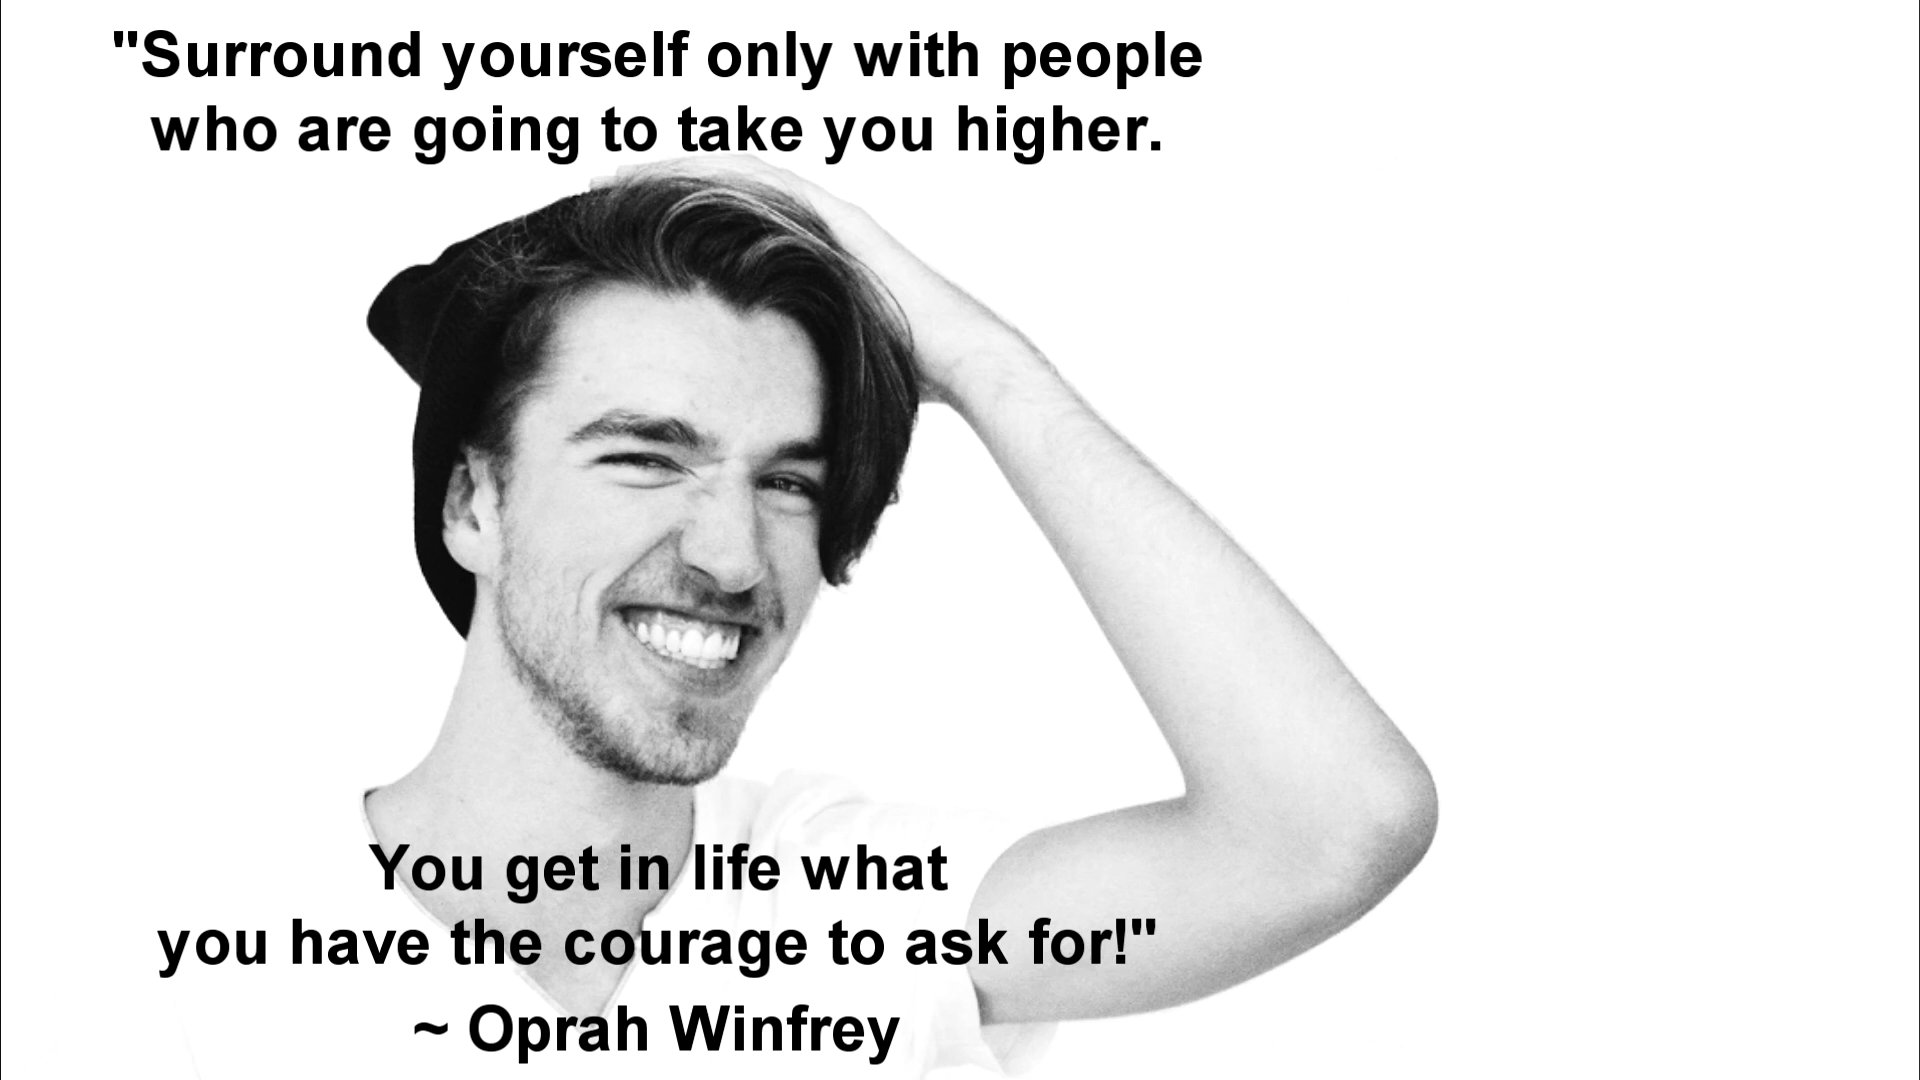 "Surround yourself only with people
who are going to take you higher.
You get in life what
you have the courage to ask for!"
~ Oprah Winfrey